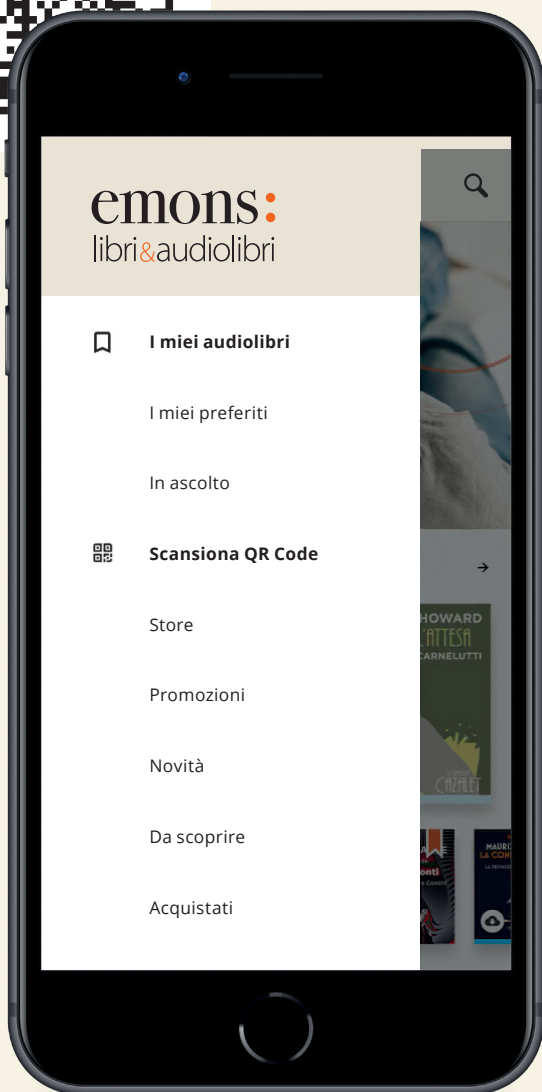 emons:
libri&audiolibri
I miei audiolibri
I miei preferiti
In ascolto
Scansiona QR Code
Store
Promozioni
Novità
Da scoprire
Acquistati
HOWARD
L'ATTESA
CARNELUTTI
CAZALET